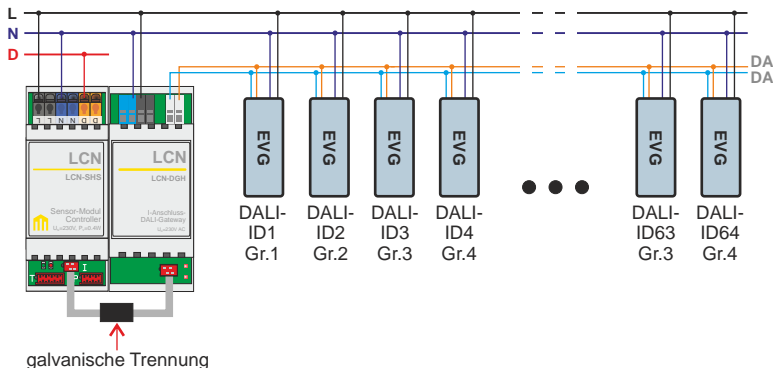 L
N
D
DA
DA
L L N N D D
LCN
LCN-SHS
Sensor-Modul
Controller
LCN
LCN-DGH
I-Anschluss-
DALI-Gateway
T
I
P
EVG
EVG
EVG
EVG
EVG
EVG
DALI-
ID1
Gr.1
DALI-
ID2
Gr.2
DALI-
ID3
Gr.3
DALI-
ID4
Gr.4
DALI-
ID63
Gr.3
DALI-
ID64
Gr.4
galvanische Trennung